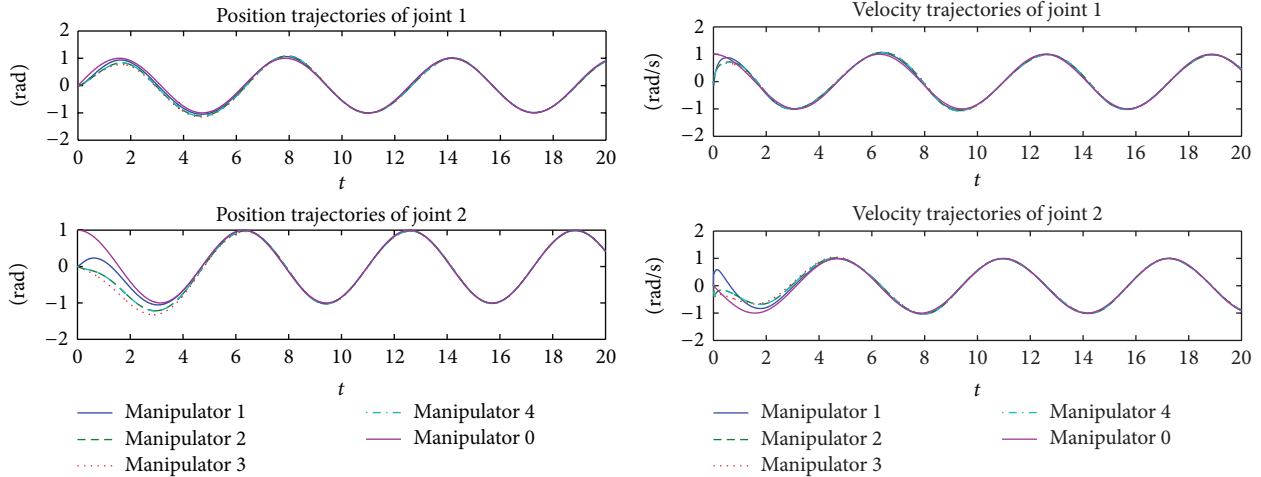 Position trajectories of joint 1
2
1
0
−1
−2
(rad)
0 2 4 6 8 10 12 14 16 18 20
t
Position trajectories of joint 2
1
0
−1
−2
(rad)
0 2 4 6 8 10 12 14 16 18 20
t
Manipulator 1
Manipulator 2
Manipulator 3
Manipulator 4
Manipulator 0
Velocity trajectories of joint 1
2
1
0
−1
−2
(rad/s)
0 2 4 6 8 10 12 14 16 18 20
t
Velocity trajectories of joint 2
2
1
0
−1
−2
(rad/s)
0 2 4 6 8 10 12 14 16 18 20
t
Manipulator 1
Manipulator 2
Manipulator 3
Manipulator 4
Manipulator 0